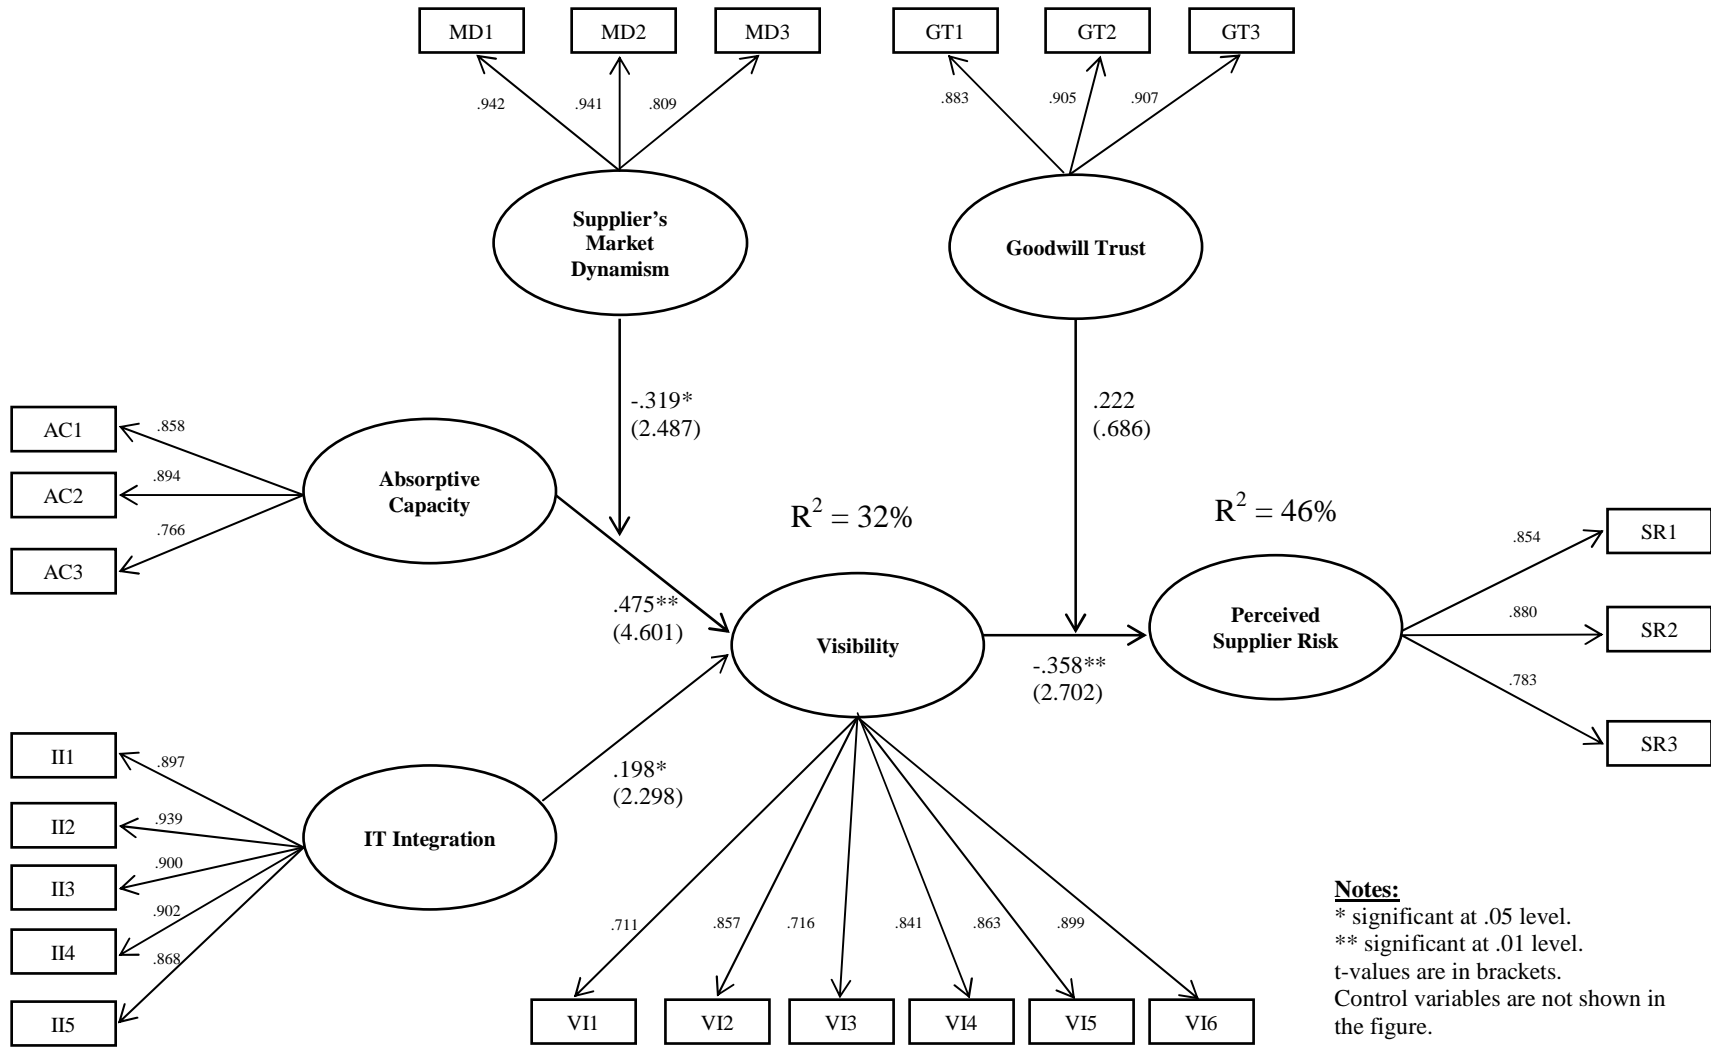 MD1
MD2
MD3
GT1
GT2
GT3
.942
.941
.809
.883
.905
.907
Supplier’s
Market
Dynamism
Goodwill Trust
-.319*
(2.487)
.222
(.686)
AC1
AC2
AC3
.858
.894
.766
Absorptive
Capacity
R² = 32%
R² = 46%
.475**
(4.601)
Visibility
-.358**
(2.702)
Perceived
Supplier Risk
.854
.880
.783
SR1
SR2
SR3
II1
II2
II3
II4
II5
.897
.939
.900
.902
.868
IT Integration
.198*
(2.298)
.711
.857
.716
.841
.863
.899
VI1
VI2
VI3
VI4
VI5
VI6
Notes:
* significant at .05 level.
** significant at .01 level.
t-values are in brackets.
Control variables are not shown in
the figure.